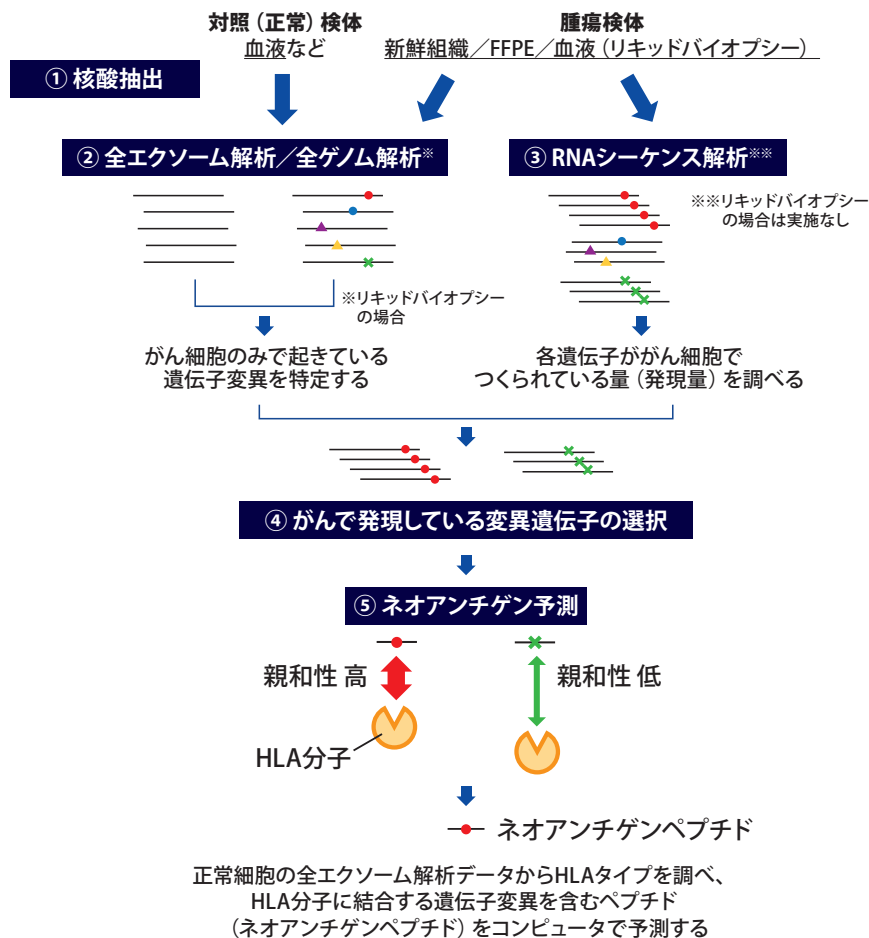 対照（正常）検体
血液など
腫瘍検体
新鮮組織／FFPE／血液（リキッドバイオプシー）
① 核酸抽出
② 全エクソーム解析／全ゲノム解析※
③ RNAシーケンス解析※※
※※リキッドバイオプシー
の場合は実施なし
※リキッドバイオプシー
の場合
がん細胞のみで起きている
遺伝子変異を特定する
各遺伝子ががん細胞で
つくられている量（発現量）を調べる
④ がんで発現している変異遺伝子の選択
⑤ ネオアンチゲン予測
親和性 高
親和性 低
HLA分子
ネオアンチゲンペプチド
正常細胞の全エクソーム解析データからHLAタイプを調べ、
HLA分子に結合する遺伝子変異を含むペプチド
（ネオアンチゲンペプチド）をコンピュータで予測する